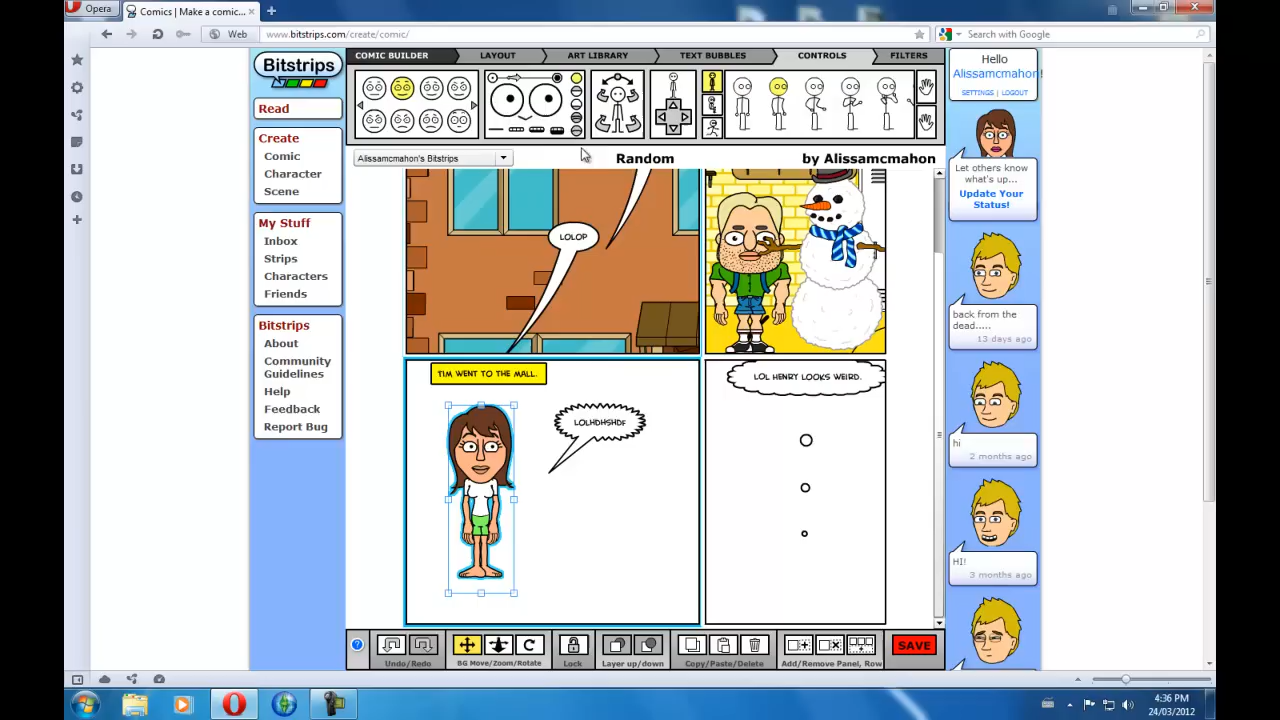 Opera
Comics | Make a comic...
www.bitstrips.com/create/comic/
Web
Search with Google
Bitstrips
COMIC BUILDER
LAYOUT
ART LIBRARY
TEXT BUBBLES
CONTROLS
FILTERS
Read
Create
Comic
Character
Scene
My Stuff
Inbox
Strips
Characters
Friends
Bitstrips
About
Community
Guidelines
Help
Feedback
Report Bug
Alissamcmahon's Bitstrips
Random
by Alissamcmahon
LOLOP
TIM WENT TO THE MALL.
LOLHDHSHDF
LOL HENRY LOOKS WEIRD.
Undo/Redo
BG Move/Zoom/Rotate
Lock
Layer up/down
Copy/Paste/Delete
Add/Remove Panel, Row
SAVE
Hello
Alissamcmahon!
SETTINGS | LOGOUT
Let others know
what's up...
Update Your
Status!
back from the
dead.....
13 days ago
hi
2 months ago
HI!
3 months ago
4:36 PM
24/03/2012